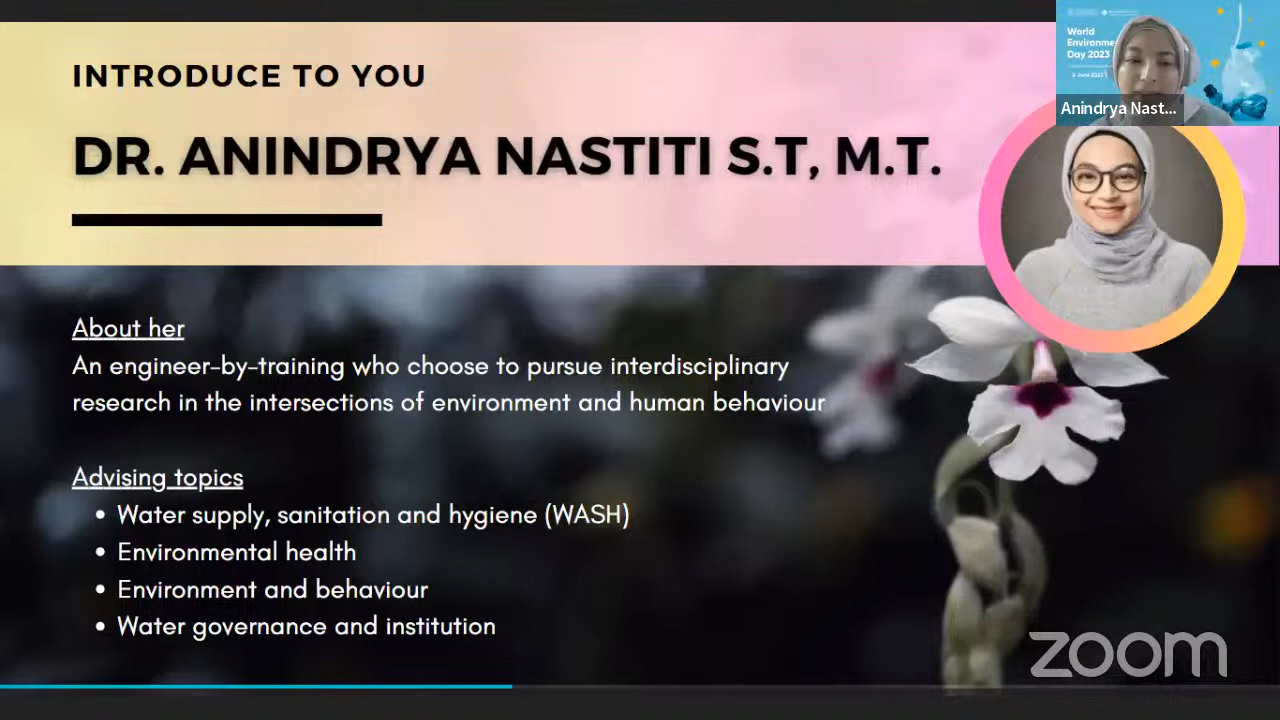 INTRODUCE TO YOU
DR. ANINDRYA NASTITI S.T, M.T.
About her
An engineer-by-training who choose to pursue interdisciplinary
research in the intersections of environment and human behaviour
Advising topics
• Water supply, sanitation and hygiene (WASH)
• Environmental health
• Environment and behaviour
• Water governance and institution
World
Environme
Day 2023
Anindrya Nast...
zoom